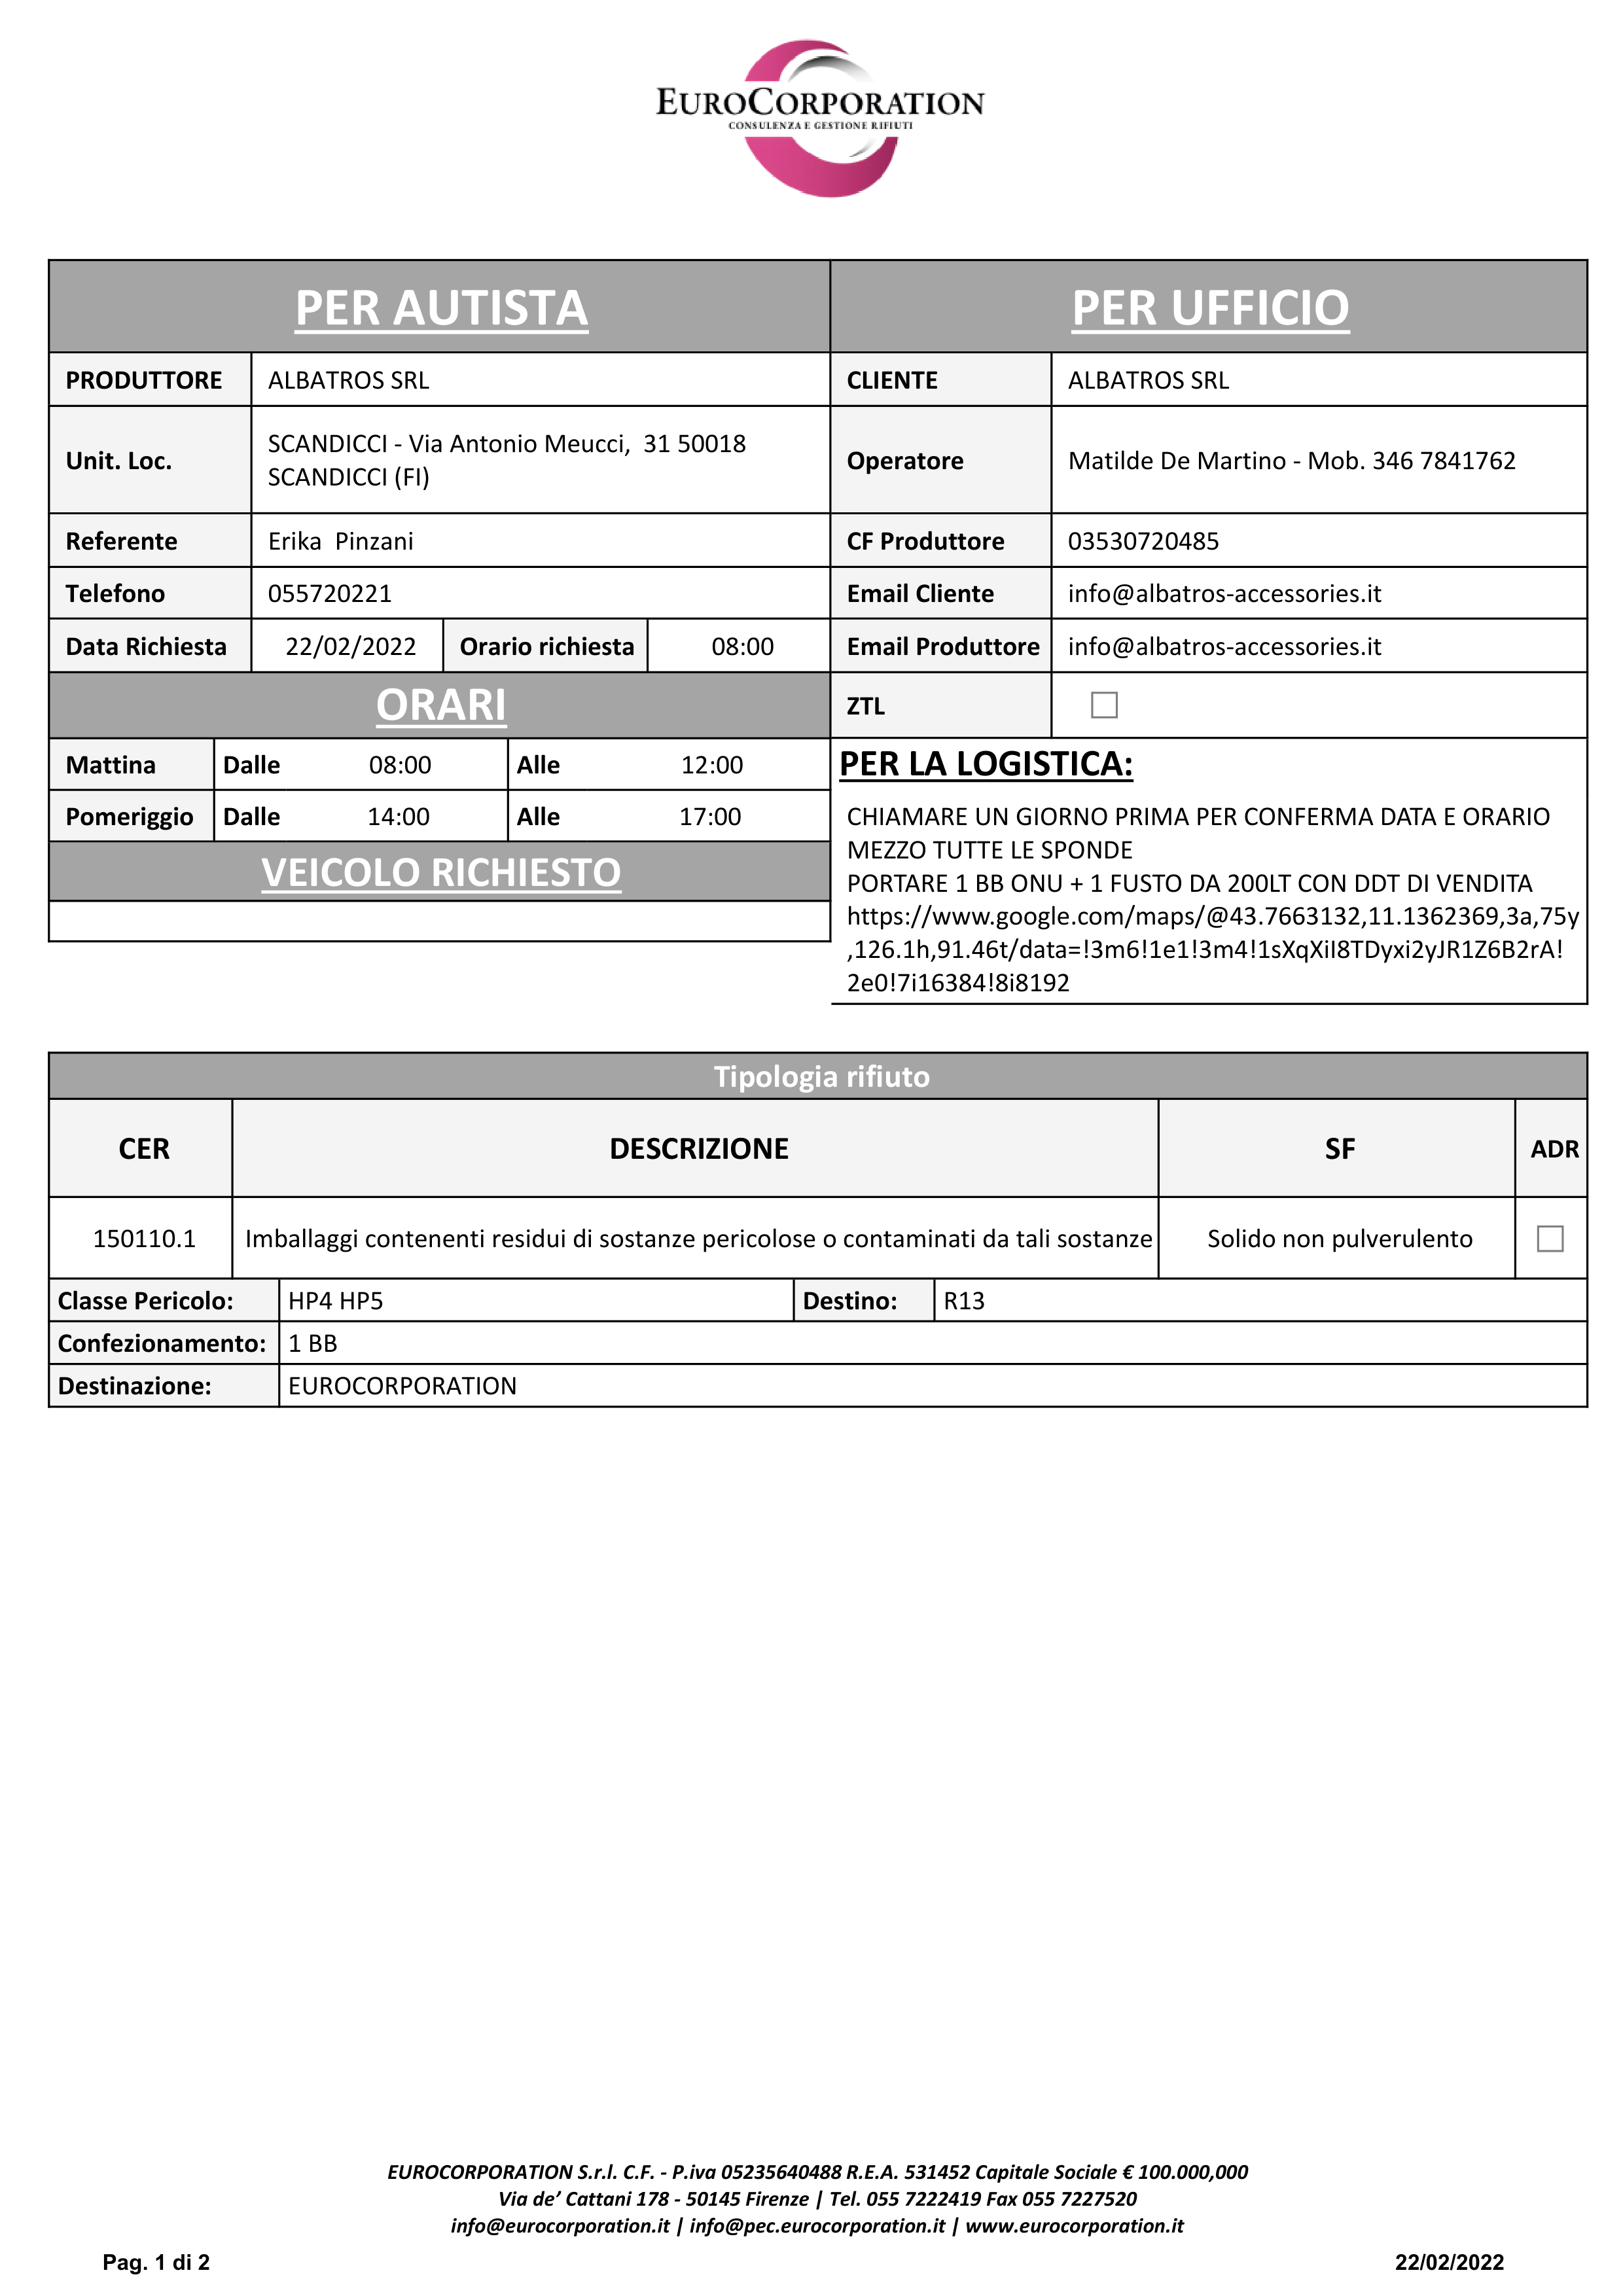 EUROCORPORATION
CONSULENZA E GESTIONE RIFIUTI
PER AUTISTA
PER UFFICIO
PRODUTTORE ALBATROS SRL
CLIENTE ALBATROS SRL
Unit. Loc. SCANDICCI - Via Antonio Meucci, 31 50018
SCANDICCI (FI)
Operatore Matilde De Martino - Mob. 346 7841762
Referente Erika Pinzani
CF Produttore 03530720485
Telefono 055720221
Email Cliente info@albatros-accessories.it
Data Richiesta 22/02/2022 Orario richiesta 08:00
Email Produttore info@albatros-accessories.it
ORARI
ZTL
Mattina Dalle 08:00 Alle 12:00
Pomeriggio Dalle 14:00 Alle 17:00
VEICOLO RICHIESTO
PER LA LOGISTICA:
CHIAMARE UN GIORNO PRIMA PER CONFERMA DATA E ORARIO
MEZZO TUTTE LE SPONDE
PORTARE 1 BB ONU + 1 FUSTO DA 200LT CON DDT DI VENDITA
https://www.google.com/maps/@43.7663132,11.1362369,3a,75y
,126.1h,91.46t/data=!3m6!1e1!3m4!1sXqXiI8TDyxi2yJR1Z6B2rA!
2e0!7i16384!8i8192
Tipologia rifiuto
CER DESCRIZIONE SF ADR
150110.1 Imballaggi contenenti residui di sostanze pericolose o contaminati da tali sostanze Solido non pulverulento
Classe Pericolo: HP4 HP5 Destino: R13
Confezionamento: 1 BB
Destinazione: EUROCORPORATION
EUROCORPORATION S.r.l. C.F. - P.iva 05235640488 R.E.A. 531452 Capitale Sociale € 100.000,000
Via de’ Cattani 178 - 50145 Firenze | Tel. 055 7222419 Fax 055 7227520
info@eurocorporation.it | info@pec.eurocorporation.it | www.eurocorporation.it
Pag. 1 di 2 22/02/2022